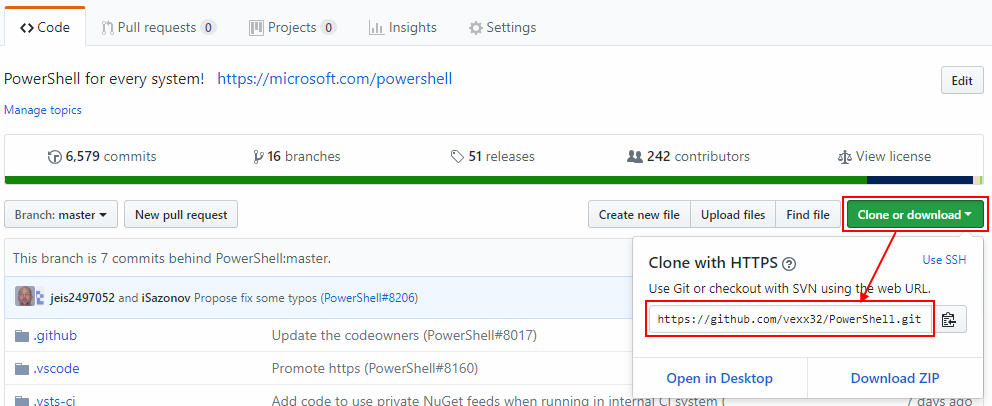 Code Pull requests 0 Projects 0 Insights Settings
PowerShell for every system! https://microsoft.com/powershell Edit
Manage topics
6,579 commits 16 branches 51 releases 242 contributors View license
Branch: master New pull request Create new file Upload files Find file Clone or download
This branch is 7 commits behind PowerShell:master.
jeis2497052 and iSazonov Propose fix some typos (PowerShell#8206)
.github Update the codeowners (PowerShell#8017)
.vscode Promote https (PowerShell#8160)
.vsts-ci Add code to use private NuGet feeds when running in internal CI system ( 7 days ago
Clone with HTTPS ? Use SSH
Use Git or checkout with SVN using the web URL.
https://github.com/vexx32/PowerShell.git
Open in Desktop Download ZIP